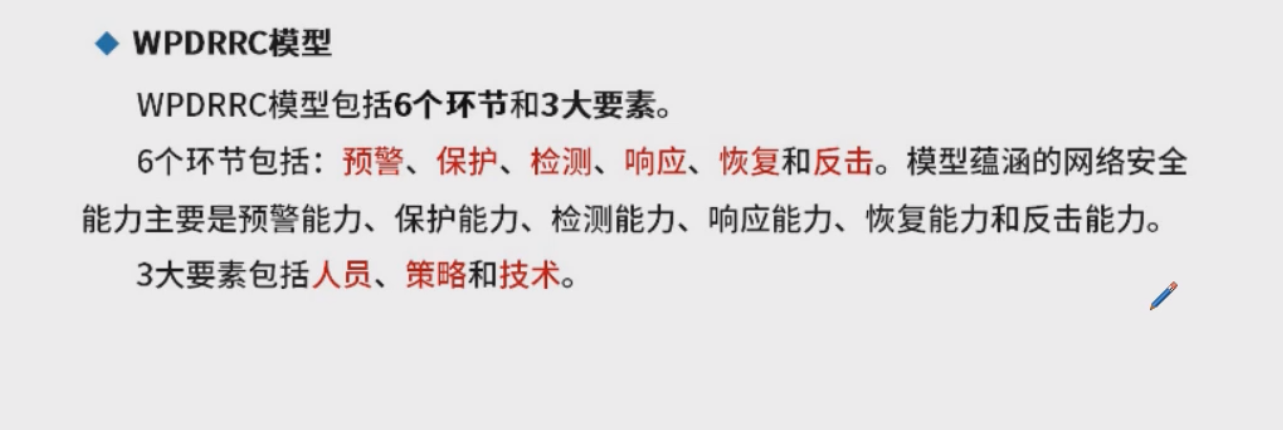 WPDRRC模型
WPDRRC模型包括6个环节和3大要素。
6个环节包括：预警、保护、检测、响应、恢复和反击。模型蕴涵的网络安全
能力主要是预警能力、保护能力、检测能力、响应能力、恢复能力和反击能力。
3大要素包括人员、策略和技术。